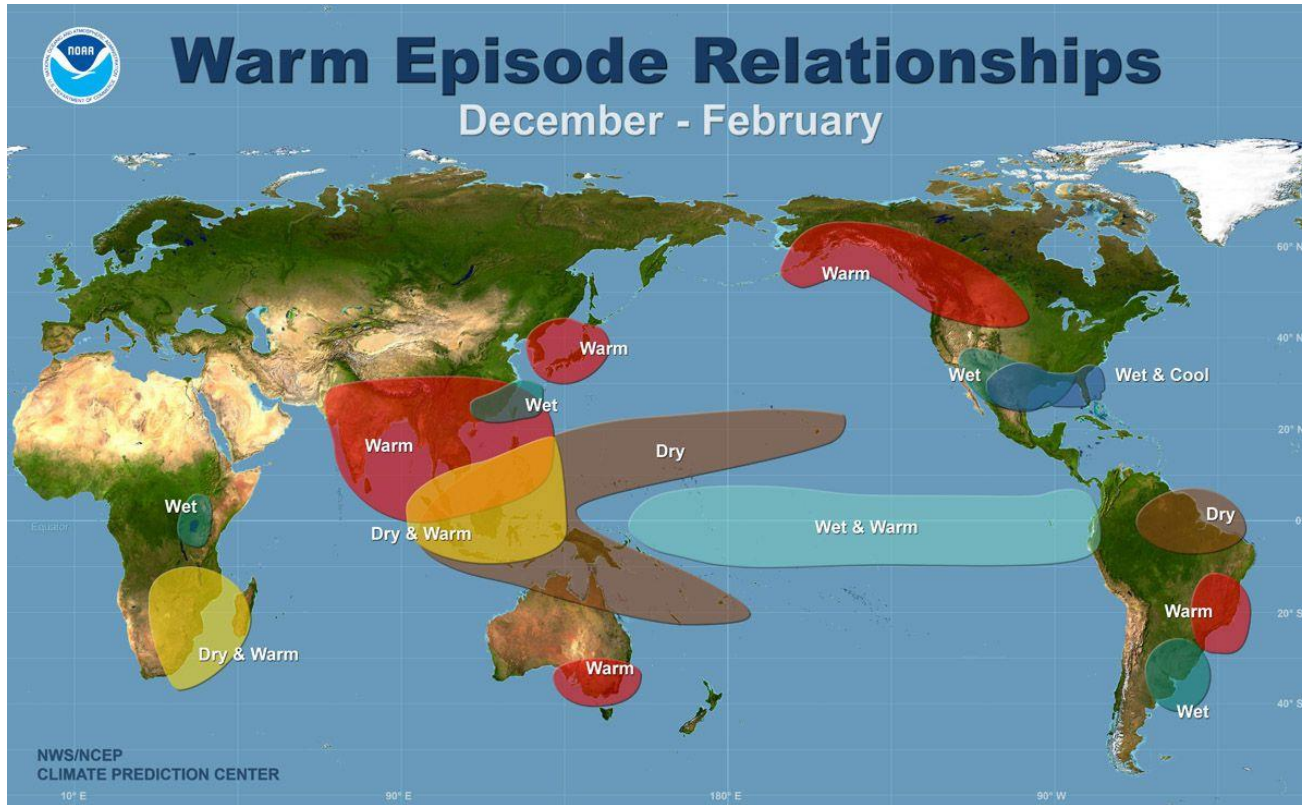 NOAA
Warm Episode Relationships
December - February
60° N
Warm
40° N
Warm
Wet
Wet & Cool
Wet
20° N
Warm
Dry
Wet
Equator
Dry & Warm
Wet & Warm
Dry
0°
Warm
20° S
Dry & Warm
Warm
40° S
Wet
NWS/NCEP
CLIMATE PREDICTION CENTER
10° E
90° E
180° E
90° W